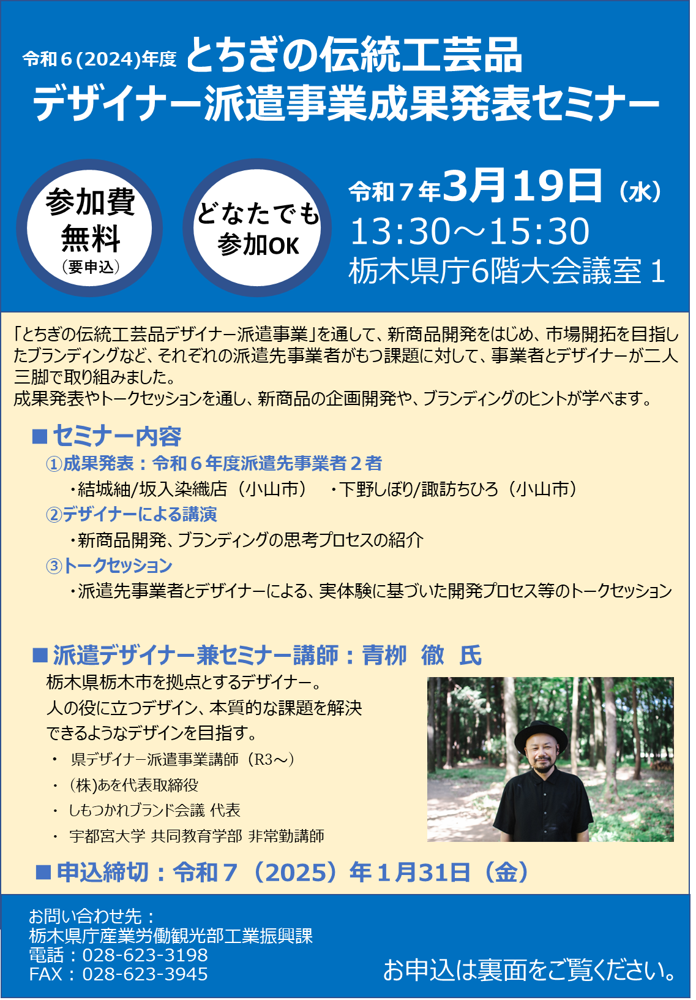 令和６(2024)年度 とちぎの伝統工芸品
デザイナー派遣事業成果発表セミナー
参加費
無料
（要申込）
どなたでも
参加OK
令和７年3月19日（水）
13:30～15:30
栃木県庁6階大会議室１
「とちぎの伝統工芸品デザイナー派遣事業」を通して、新商品開発をはじめ、市場開拓を目指し
たブランディングなど、それぞれの派遣先事業者がもつ課題に対して、事業者とデザイナーが二人
三脚で取り組みました。
成果発表やトークセッションを通し、新商品の企画開発や、ブランディングのヒントが学べます。
■セミナー内容
①成果発表：令和６年度派遣先事業者２者
・結城紬/坂入染織店（小山市）　・下野しぼり/諏訪ちひろ（小山市）
②デザイナーによる講演
・新商品開発、ブランディングの思考プロセスの紹介
③トークセッション
・派遣先事業者とデザイナーによる、実体験に基づいた開発プロセス等のトークセッション
■派遣デザイナー兼セミナー講師：青栁　徹　氏
栃木県栃木市を拠点とするデザイナー。
人の役に立つデザイン、本質的な課題を解決
できるようなデザインを目指す。
・ 県デザイナー派遣事業講師（R3～）
・ （株)あを代表取締役
・ しもつかれブランド会議 代表
・ 宇都宮大学 共同教育学部 非常勤講師
■申込締切：令和７（2025）年１月31日（金）
お問い合わせ先：
栃木県庁産業労働観光部工業振興課
電話：028-623-3198
FAX：028-623-3945
お申込は裏面をご覧ください。